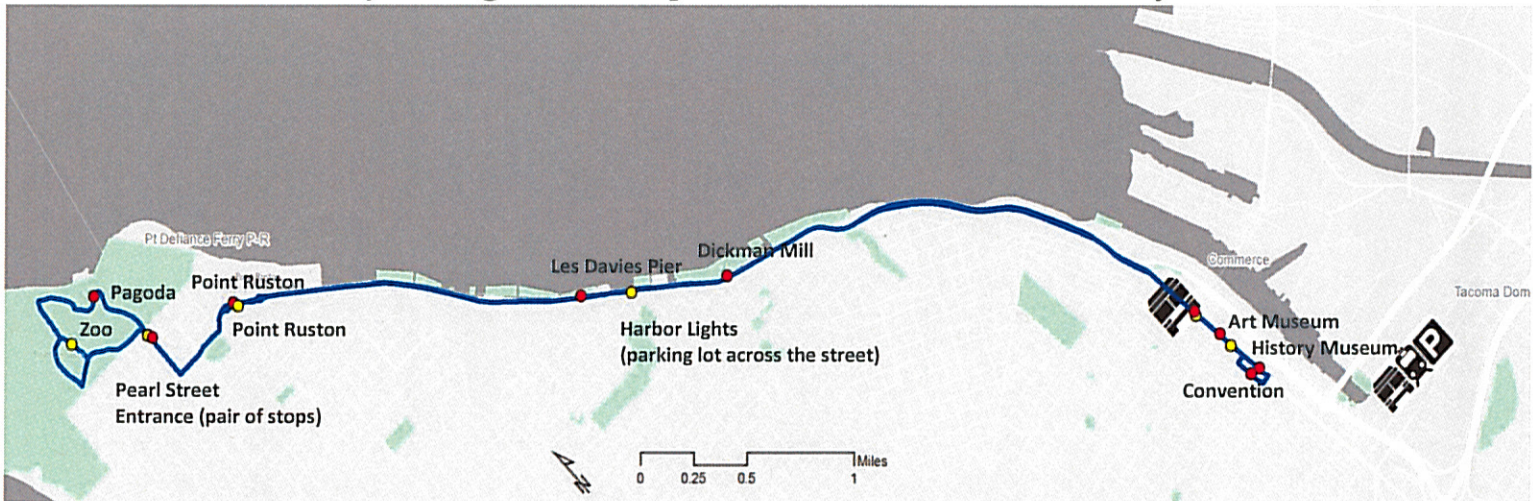 Pt Defiance Ferry P-R
Pagoda
Point Ruston
Zoo
Point Ruston
Pearl Street
Entrance (pair of stops)
Les Davies Pier
Dickman Mill
Harbor Lights
(parking lot across the street)
Commerce
Tacoma Dom
Art Museum
History Museum
Convention
P
Miles
0 0.25 0.5 1